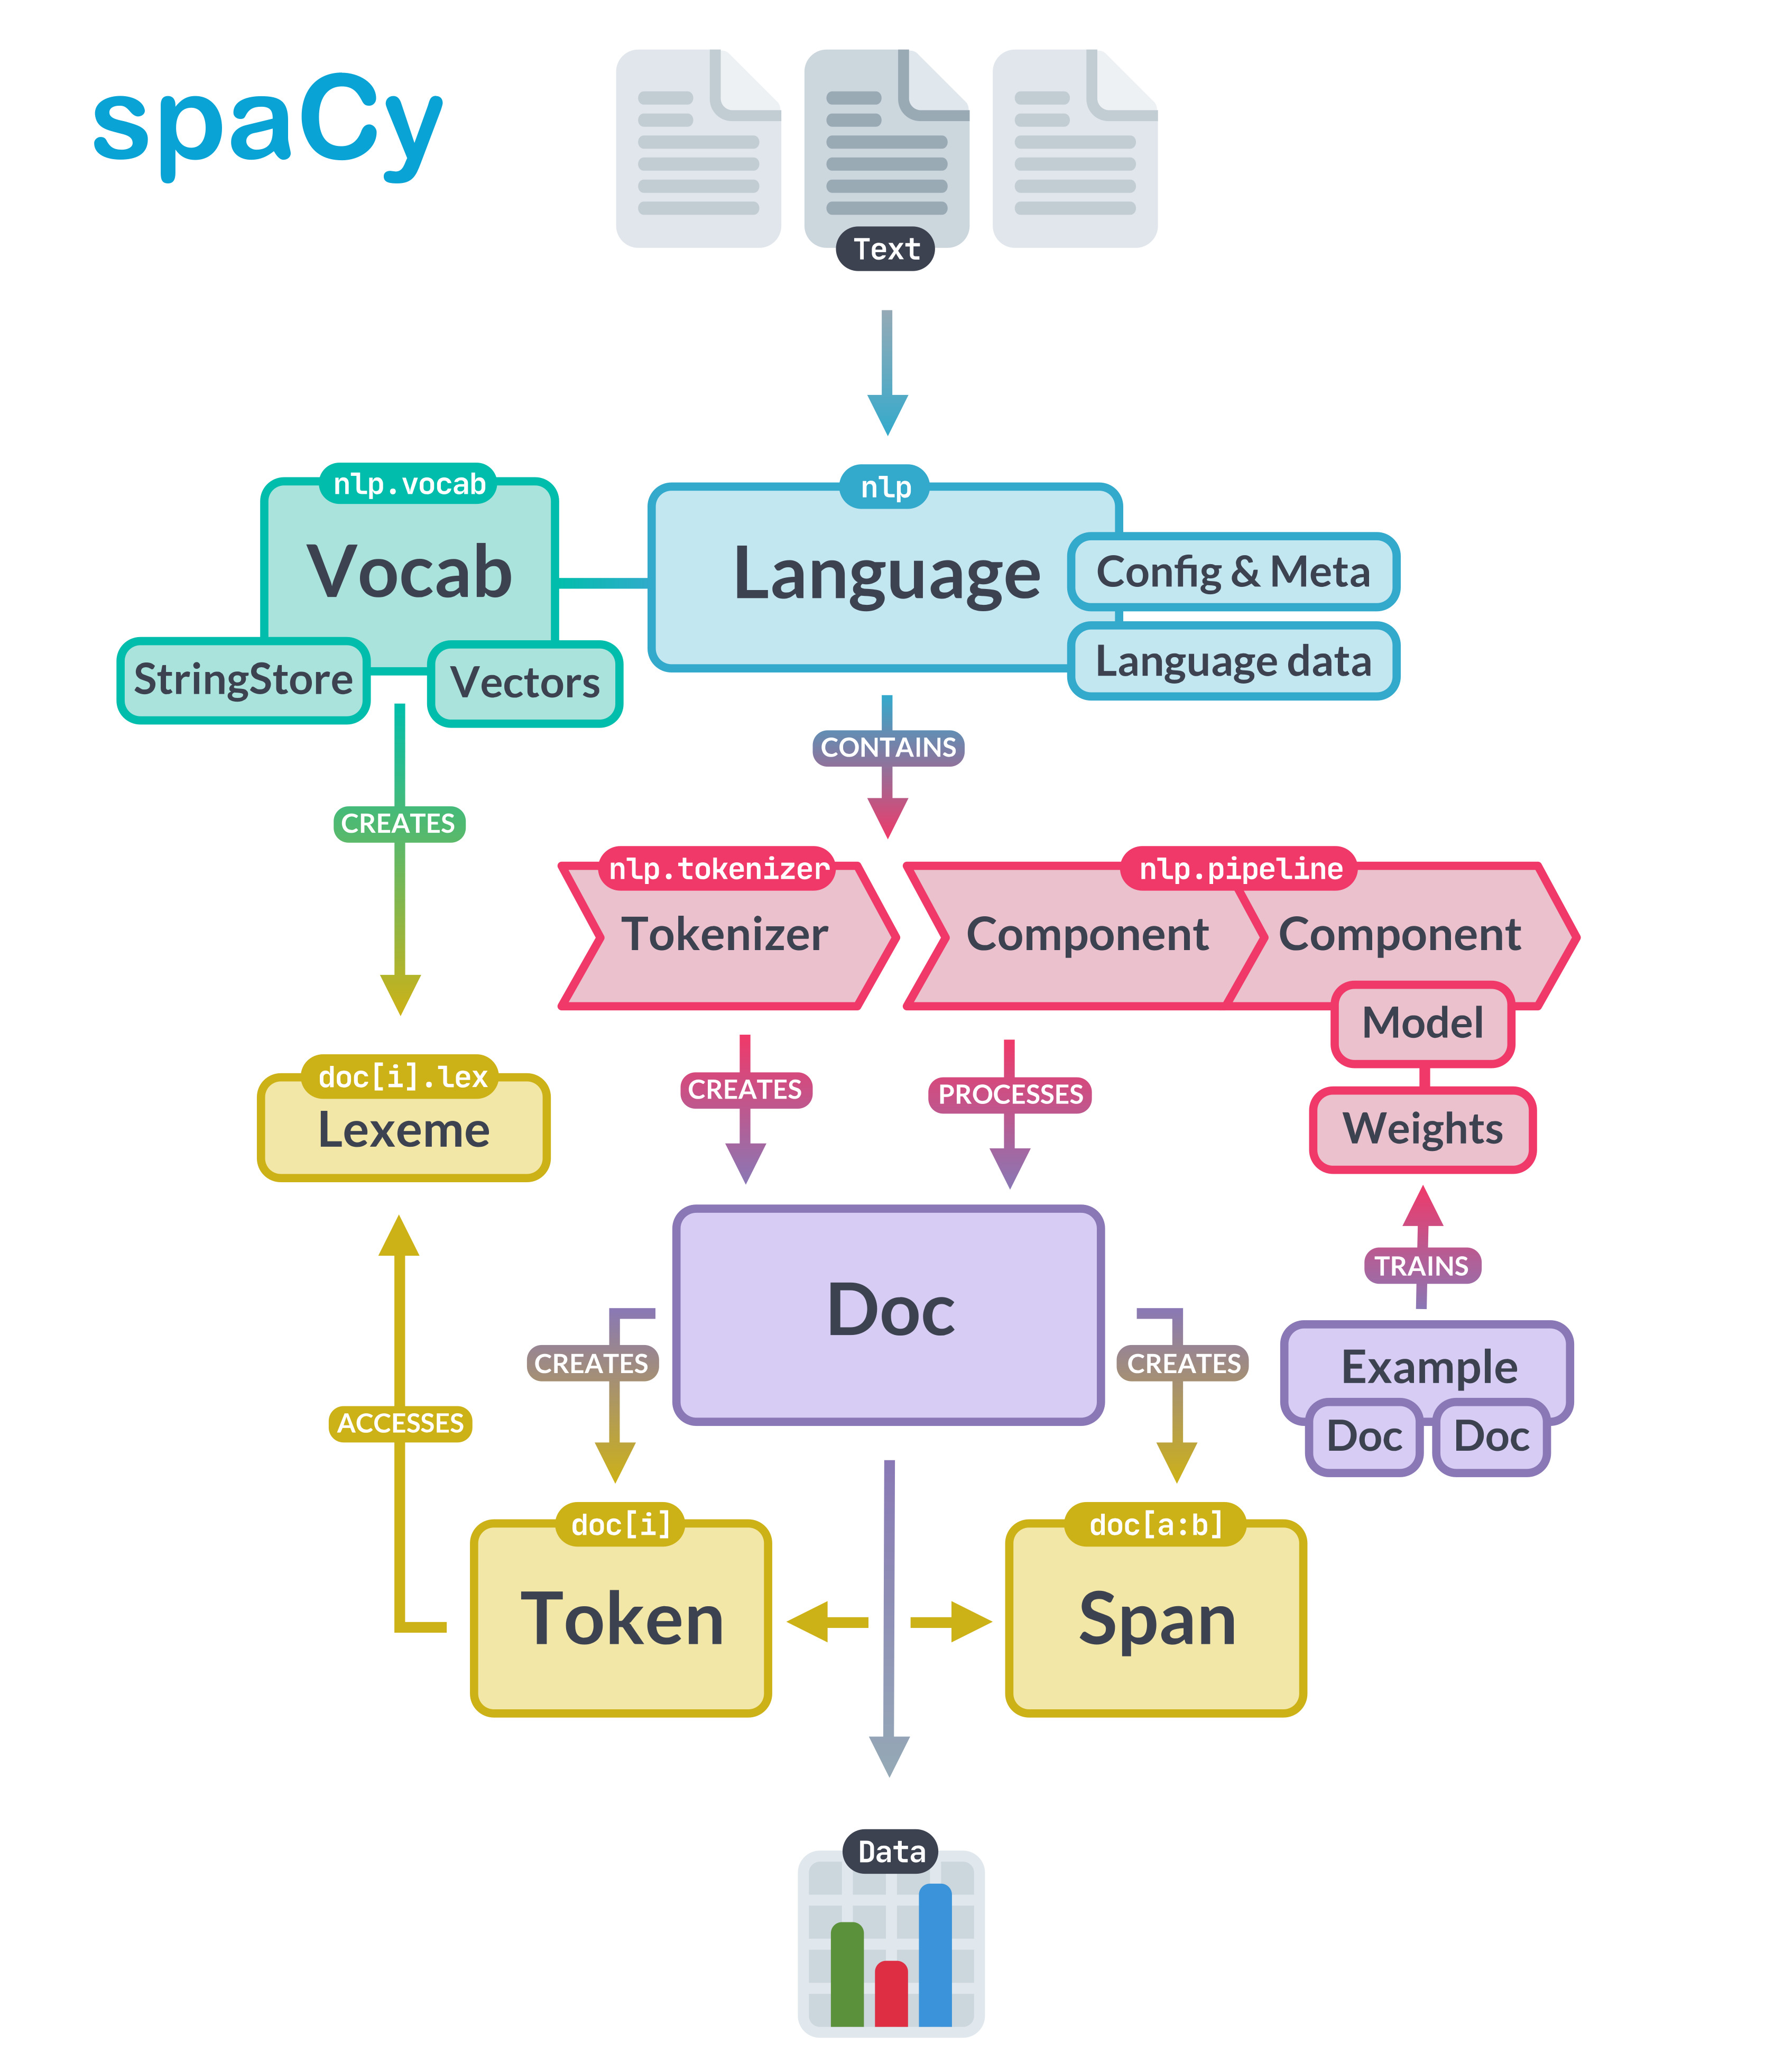 spaCy
Text
nlp.vocab
Vocab
StringStore
Vectors
nlp
Language
Config & Meta
Language data
CONTAINS
CREATES
nlp.tokenizer
Tokenizer
nlp.pipeline
Component
Component
Model
Weights
doc[i].lex
Lexeme
CREATES
PROCESSES
Doc
TRAINS
Example
Doc
Doc
CREATES
CREATES
ACCESSES
doc[i]
Token
doc[a:b]
Span
Data